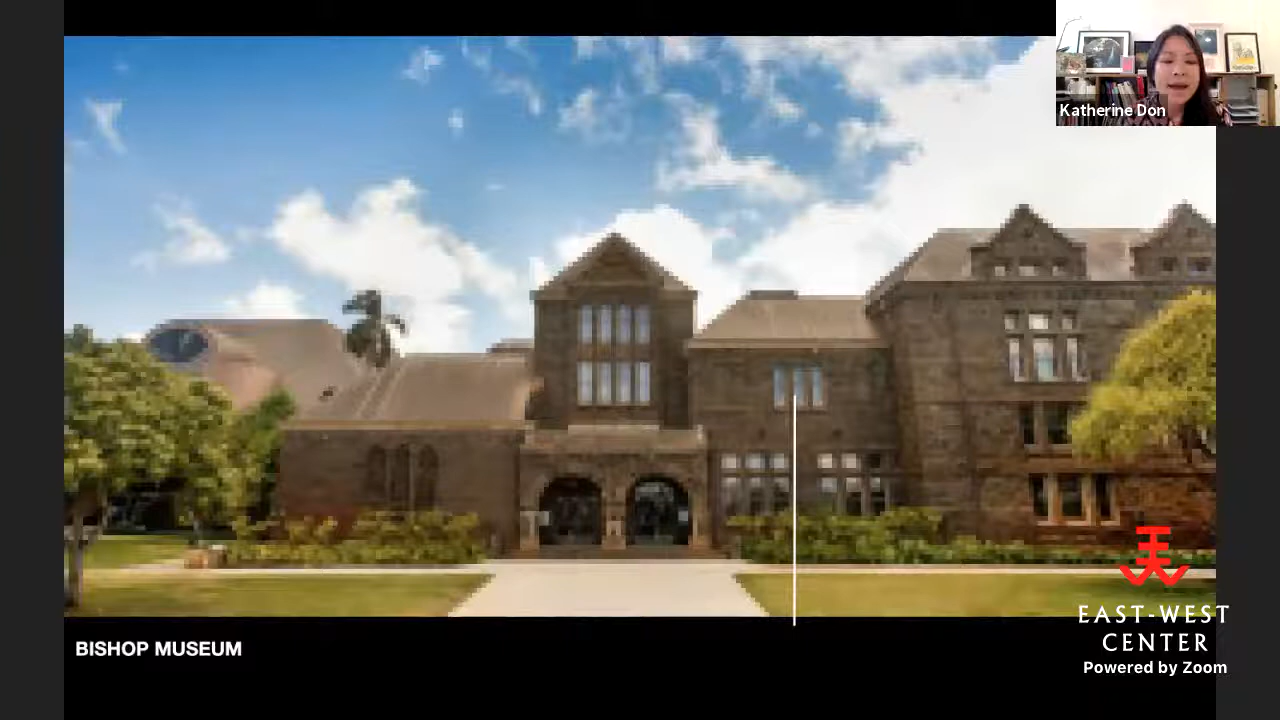 Katherine Don
BISHOP MUSEUM
EAST-WEST
CENTER
Powered by Zoom